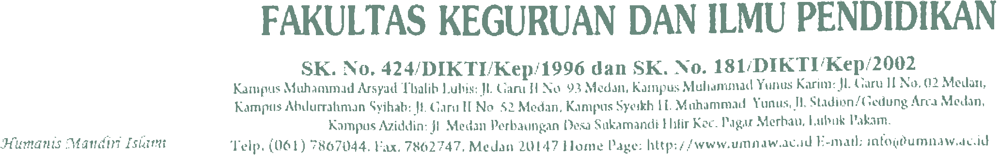 FAKULTAS KEGURUAN DAN ILMU PENDIDIKAN
SK. No. 424/DIKTI/Kep/1996 dan SK. No. 181/DIKTI/Kep/2002
Kampus Muhammad Arsyad Thalib Lubis: Jl. Garu II No 93 Medan, Kampus Muhammad Yunus Karim: Jl. Garu II No. 02 Medan,
Kampus Abdurrahman Syihab: Jl. Garu II No 52 Medan, Kampus Syeikh H. Muhammad Yunus, Jl. Stadion/Gedung Arca Medan,
Kampus Aziddin: Jl Medan Perbaungan Desa Sukamandi Hilir Kec. Pagar Merbau, Lubuk Pakam.
Humanis Mandiri Islami
Telp. (061) 7867044, Fax. 7862747, Medan 20147 Home Page: http://www.umnaw.ac.id E-mail: info@umnaw.ac.id